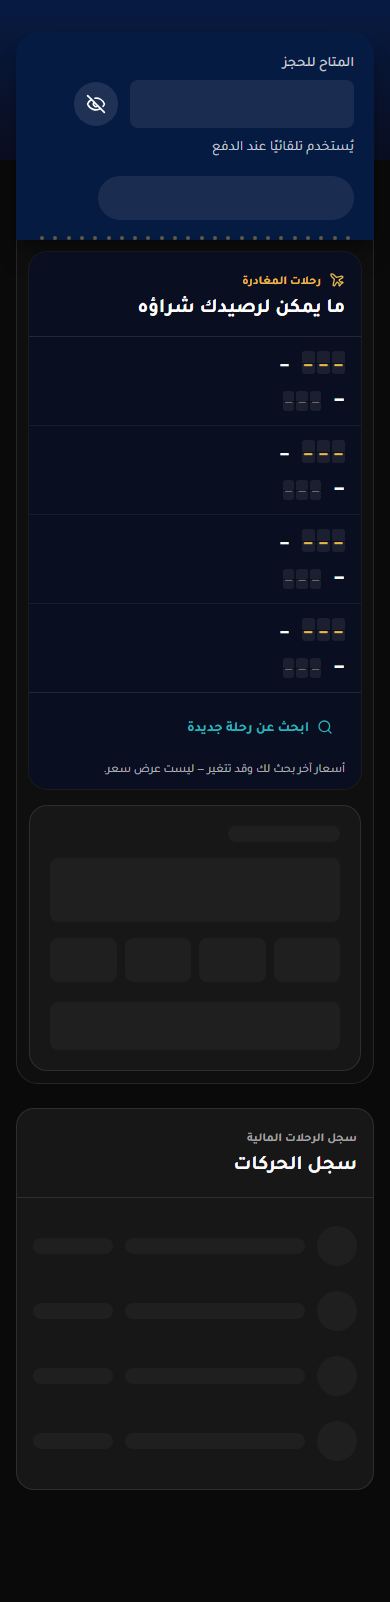 المتاح للحجز
يُستخدم تلقائيًا عند الدفع
رحلات المغادرة
ما يمكن لرصيدك شراؤه
– – – –
– – – –
– – – –
– – – –
– – – –
– – – –
– – – –
– – – –
ابحث عن رحلة جديدة
أسعار آخر بحث لك وقد تتغير – ليست عرض سعر.
سجل الرحلات المالية
سجل الحركات